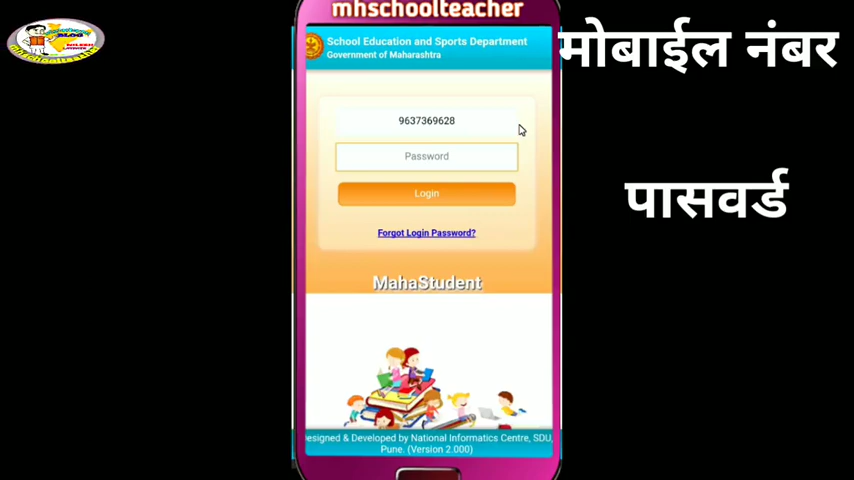 mhschoolteacher
School Education and Sports Department
Government of Maharashtra
मोबाईल नंबर
9637369628
Password
पासवर्ड
Login
Forgot Login Password?
MahaStudent
Designed & Developed by National Informatics Centre, SDU,
Pune. (Version 2.000)
BLOG